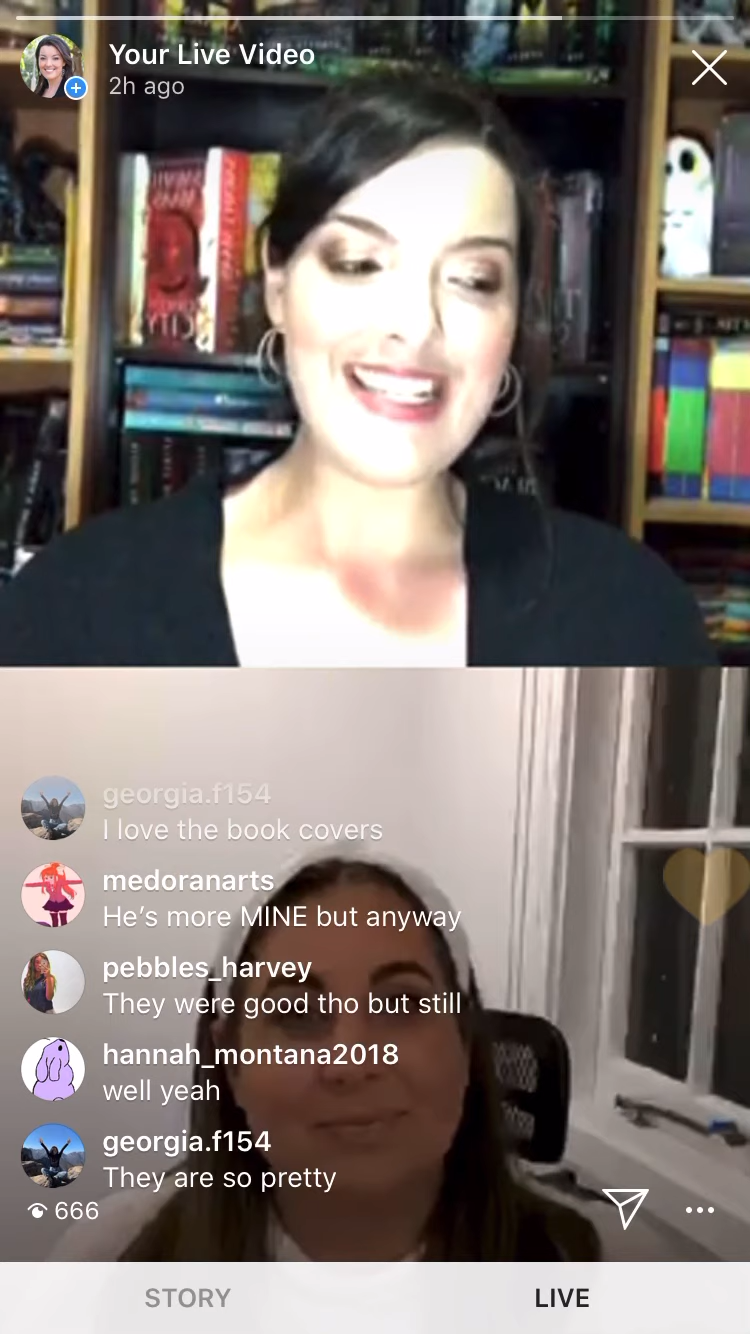 Your Live Video
2h ago
georgia.f154
I love the book covers
medoranarts
He's more MINE but anyway
pebbles_harvey
They were good tho but still
hannah_montana2018
well yeah
georgia.f154
They are so pretty
666
STORY
LIVE